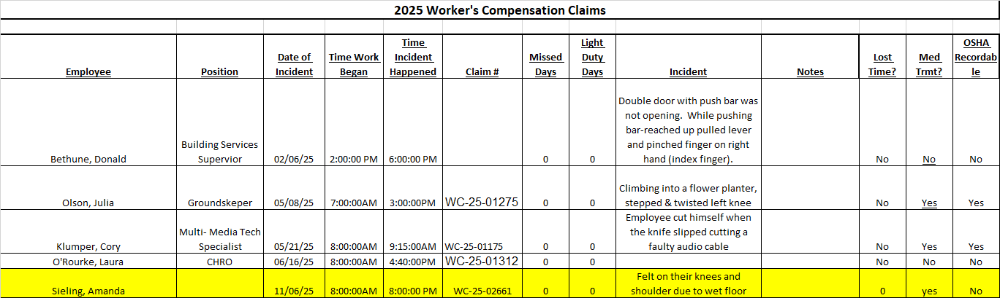 2025 Worker's Compensation Claims
Employee
Position
Date of
Incident
Time Work
Began
Time
Incident
Happened
Claim #
Missed
Days
Light
Duty
Days
Incident
Notes
Lost
Time?
Med
Trmt?
OSHA
Recordab
le
Bethune, Donald
Building Services
Supervior
02/06/25
2:00:00 PM
6:00:00 PM
0
0
Double door with push bar was
not opening.  While pushing
bar-reached up pulled lever
and pinched finger on right
hand (index finger).
No
No
No
Olson, Julia
Groundskeper
05/08/25
7:00:00AM
3:00:00PM
WC-25-01275
0
0
Climbing into a flower planter,
stepped & twisted left knee
No
Yes
Yes
Klumper, Cory
Multi- Media Tech
Specialist
05/21/25
8:00:00AM
9:15:00AM
WC-25-01175
0
0
Employee cut himself when
the knife slipped cutting a
faulty audio cable
No
Yes
Yes
O'Rourke, Laura
CHRO
06/16/25
8:00:00AM
4:40:00PM
WC-25-01312
0
0
No
No
No
Sieling, Amanda
11/06/25
8:00:00AM
8:00:00 PM
WC-25-02661
0
0
Felt on their knees and
shoulder due to wet floor
0
yes
No